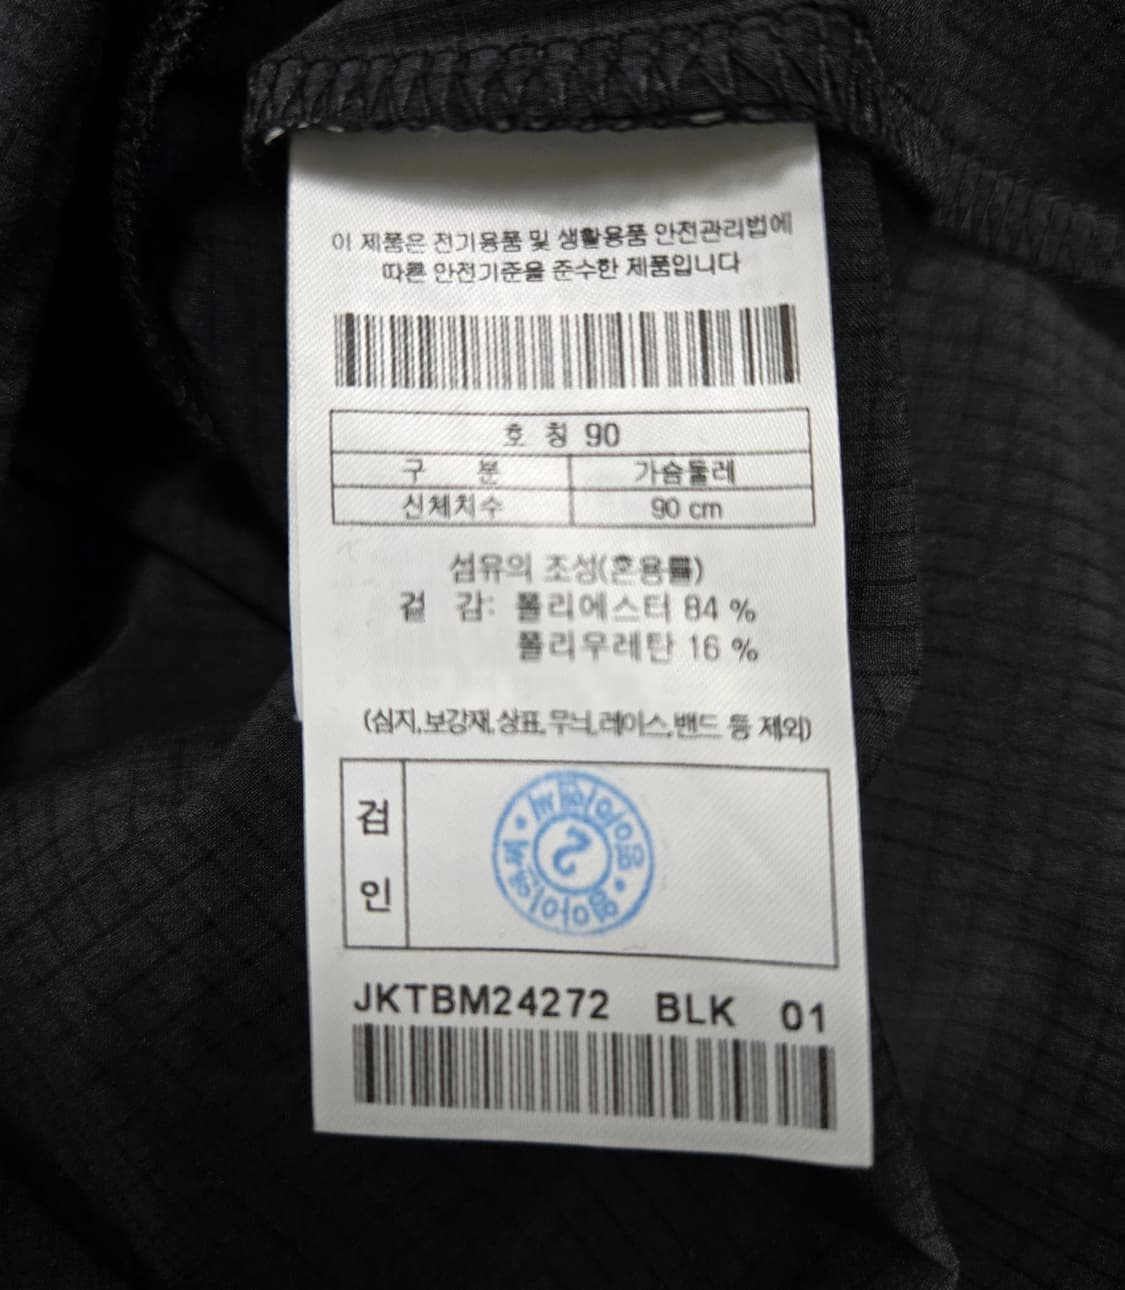 이 제품은 전기용품 및 생활용품 안전관리법에
따른 안전기준을 준수한 제품입니다
호 칭 90
구 분 가슴둘레
신체치수 90 cm
섬유의 조성(혼용률)
겉 감: 폴리에스터 84 %
폴리우레탄 16 %
(심지,보강재,상표,무늬,레이스,밴드 등 제외)
검
인
2
JKTBM24272 BLK 01